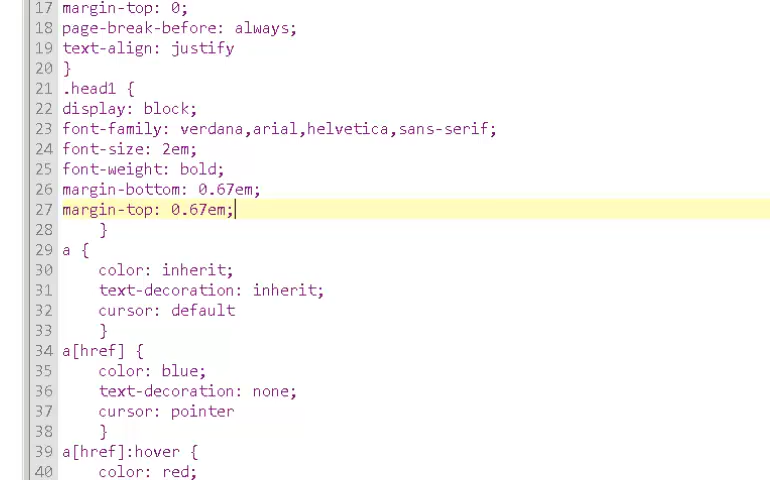 17 margin-top: 0;
18 page-break-before: always;
19 text-align: justify
20 }
21 .head1 {
22 display: block;
23 font-family: verdana,arial,helvetica,sans-serif;
24 font-size: 2em;
25 font-weight: bold;
26 margin-bottom: 0.67em;
27 margin-top: 0.67em;
28     }
29 a {
30     color: inherit;
31     text-decoration: inherit;
32     cursor: default
33     }
34 a[href] {
35     color: blue;
36     text-decoration: none;
37     cursor: pointer
38     }
39 a[href]:hover {
40     color: red;